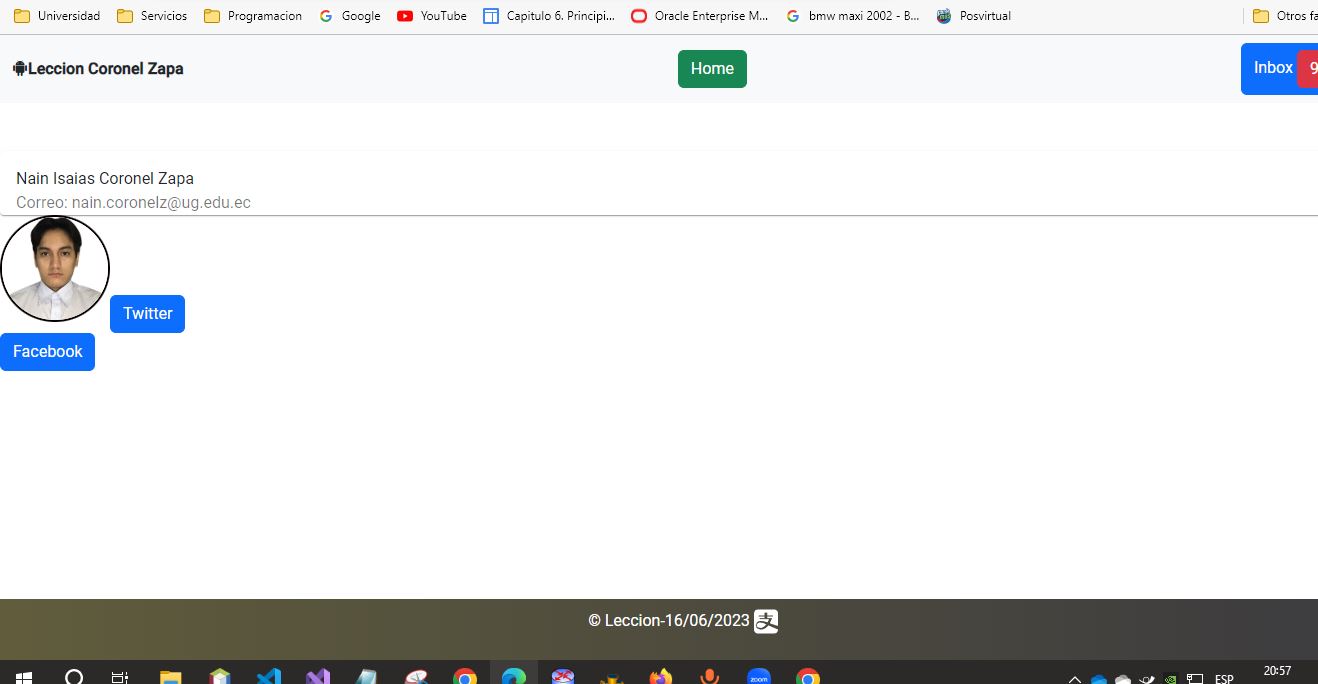 Universidad Servicios Programacion Google YouTube Capitulo 6. Principi... Oracle Enterprise M... bmw maxi 2002 - B... Posvirtual Otros fa
Leccion Coronel Zapa Home Inbox 9
Nain Isaias Coronel Zapa
Correo: nain.coronelz@ug.edu.ec
Twitter
Facebook
© Leccion-16/06/2023 支
zoom ESP 20:57